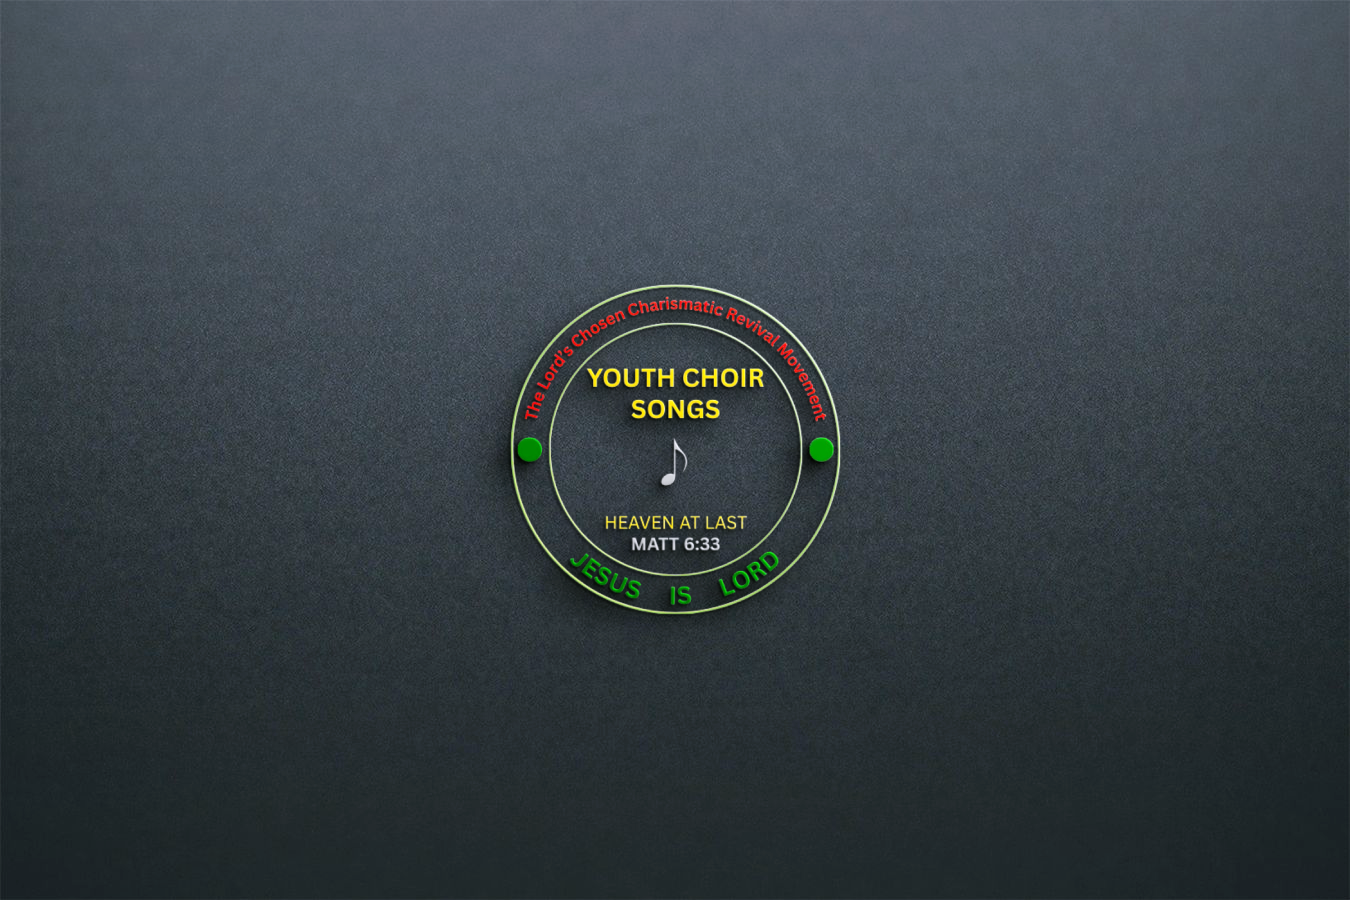 The Lord's Chosen Charismatic Revival Movement
YOUTH CHOIR
SONGS
HEAVEN AT LAST
MATT 6:33
JESUS IS LORD